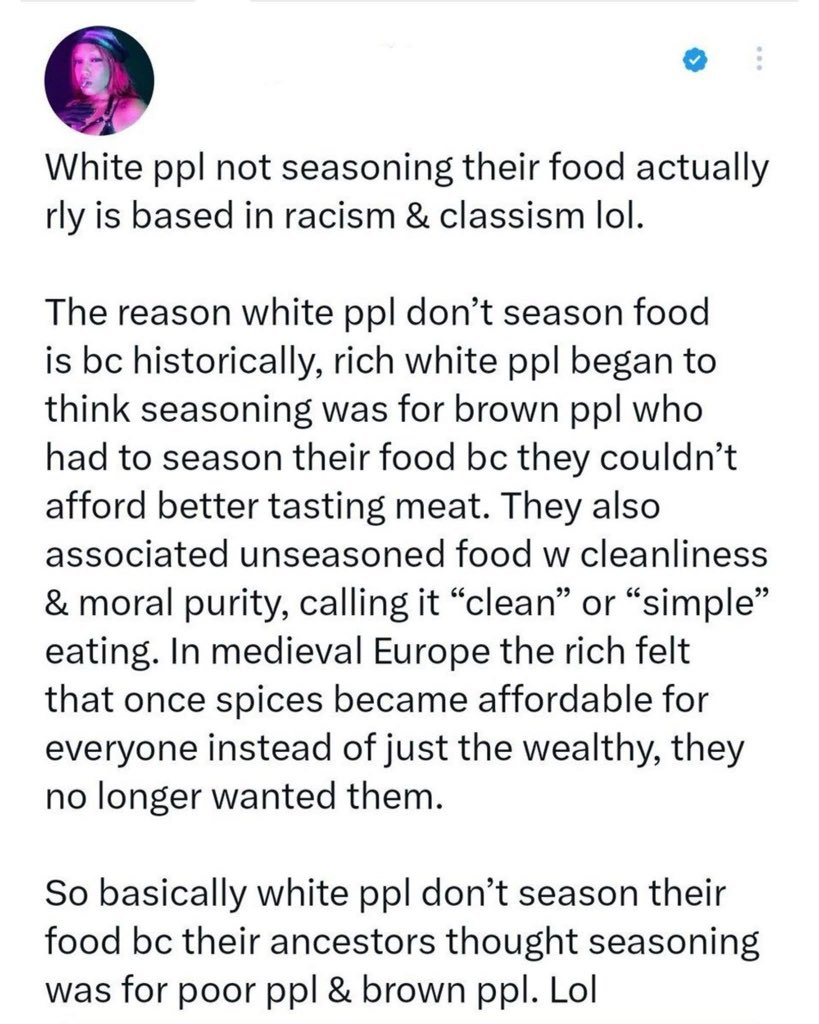 White ppl not seasoning their food actually
rly is based in racism & classism lol.
The reason white ppl don’t season food
is bc historically, rich white ppl began to
think seasoning was for brown ppl who
had to season their food bc they couldn’t
afford better tasting meat. They also
associated unseasoned food w cleanliness
& moral purity, calling it “clean” or “simple”
eating. In medieval Europe the rich felt
that once spices became affordable for
everyone instead of just the wealthy, they
no longer wanted them.
So basically white ppl don’t season their
food bc their ancestors thought seasoning
was for poor ppl & brown ppl. Lol